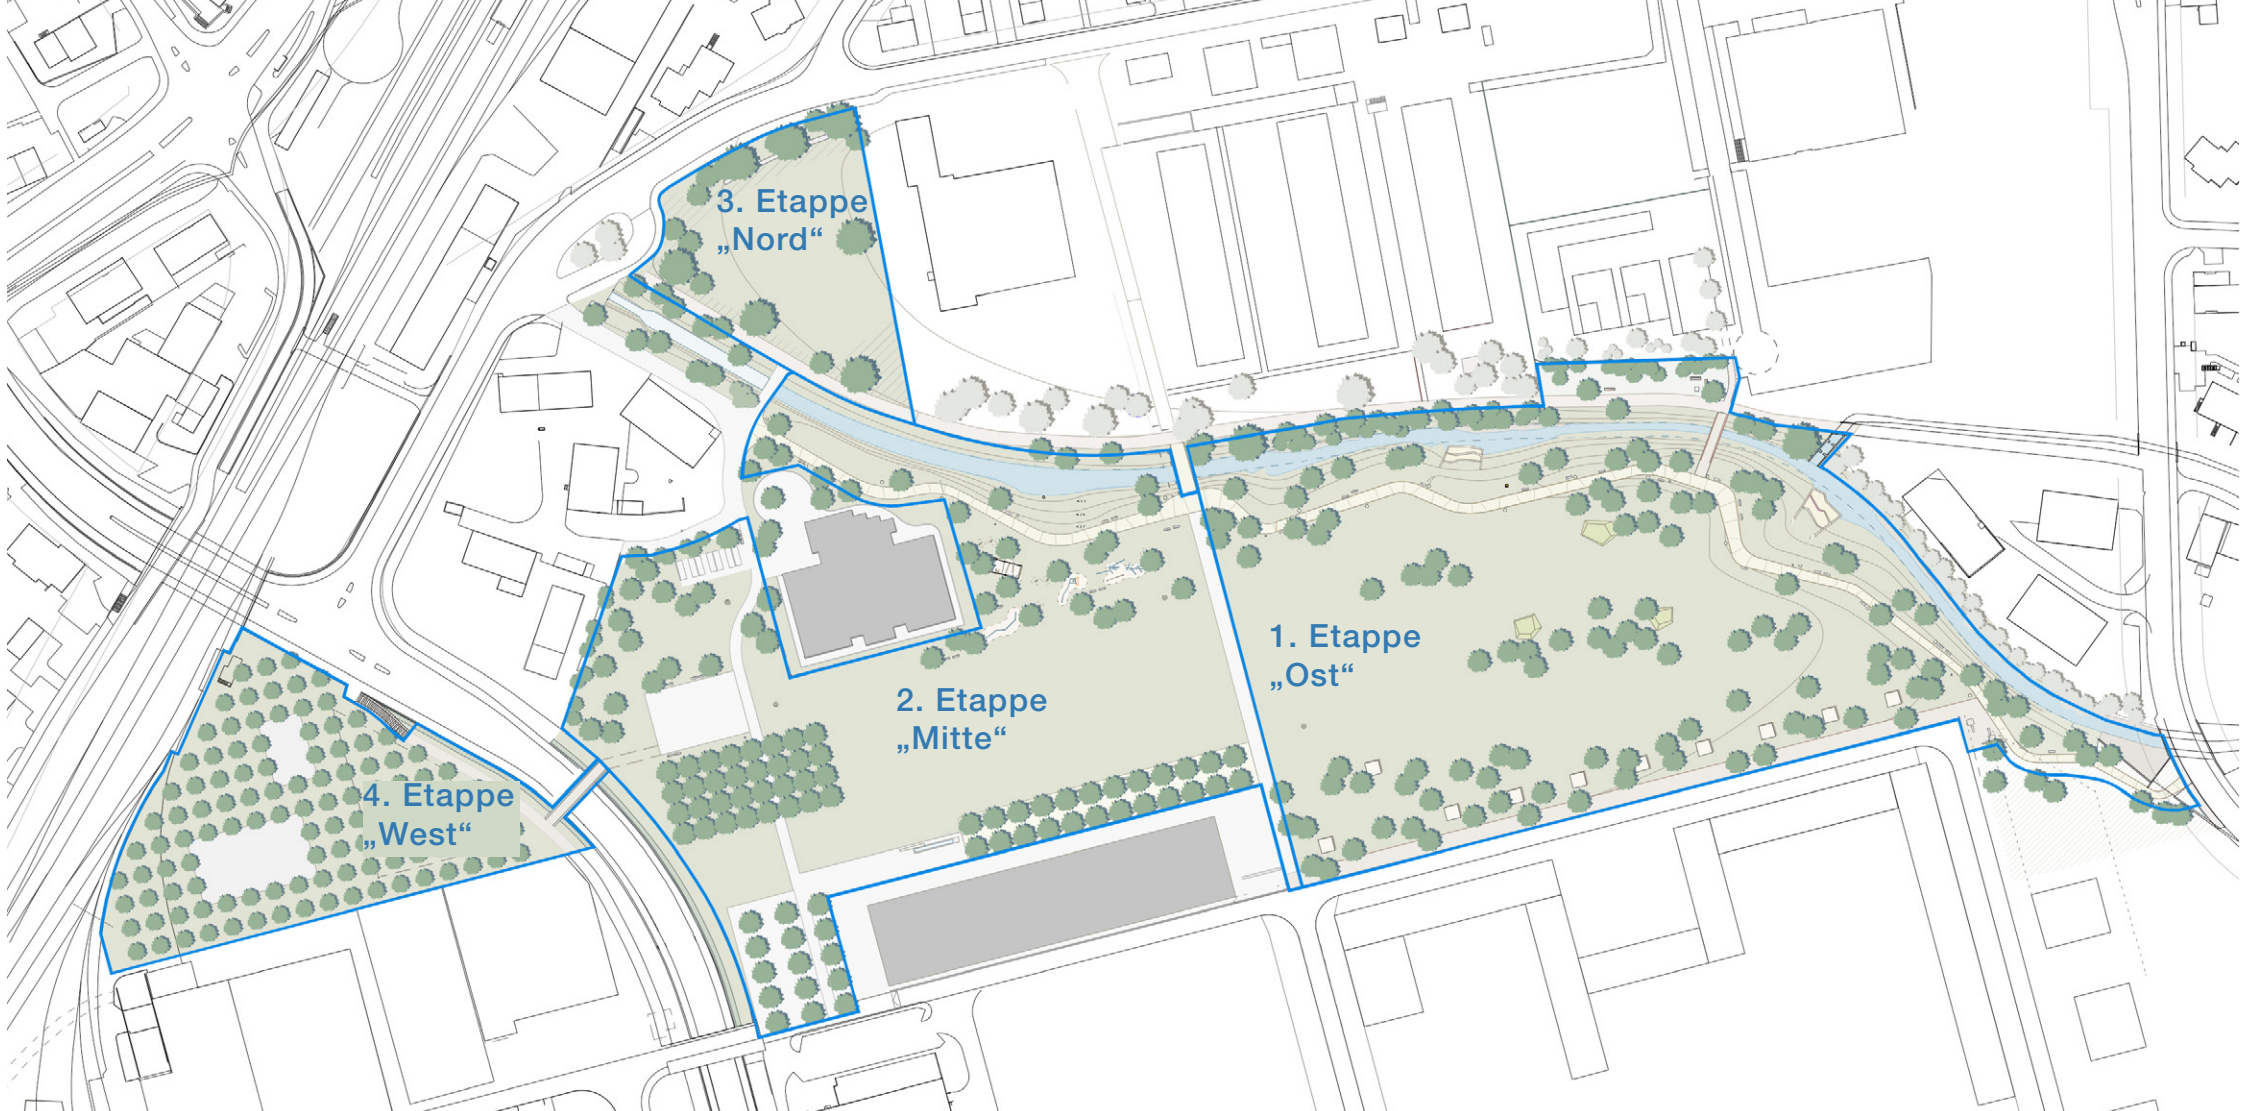 3. Etappe
„Nord“
1. Etappe
„Ost“
2. Etappe
„Mitte“
4. Etappe
„West“